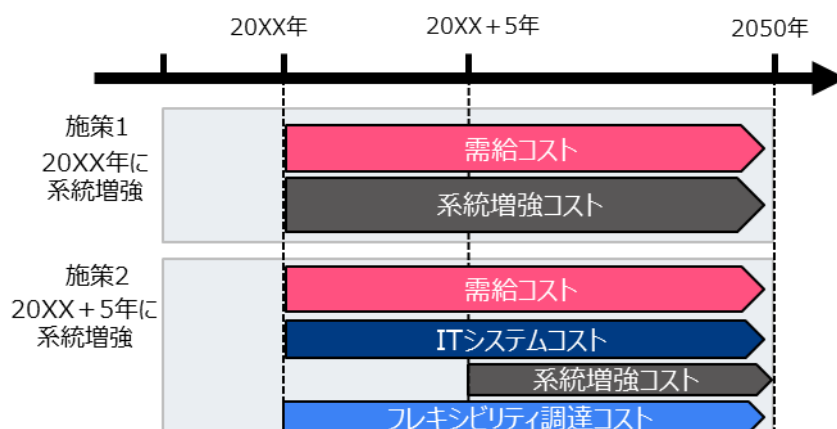 20XX年
20XX+5年
2050年
施策1
20XX年に
系統増強
需給コスト
系統増強コスト
施策2
20XX+5年に
系統増強
需給コスト
ITシステムコスト
系統増強コスト
フレキシビリティ調達コスト